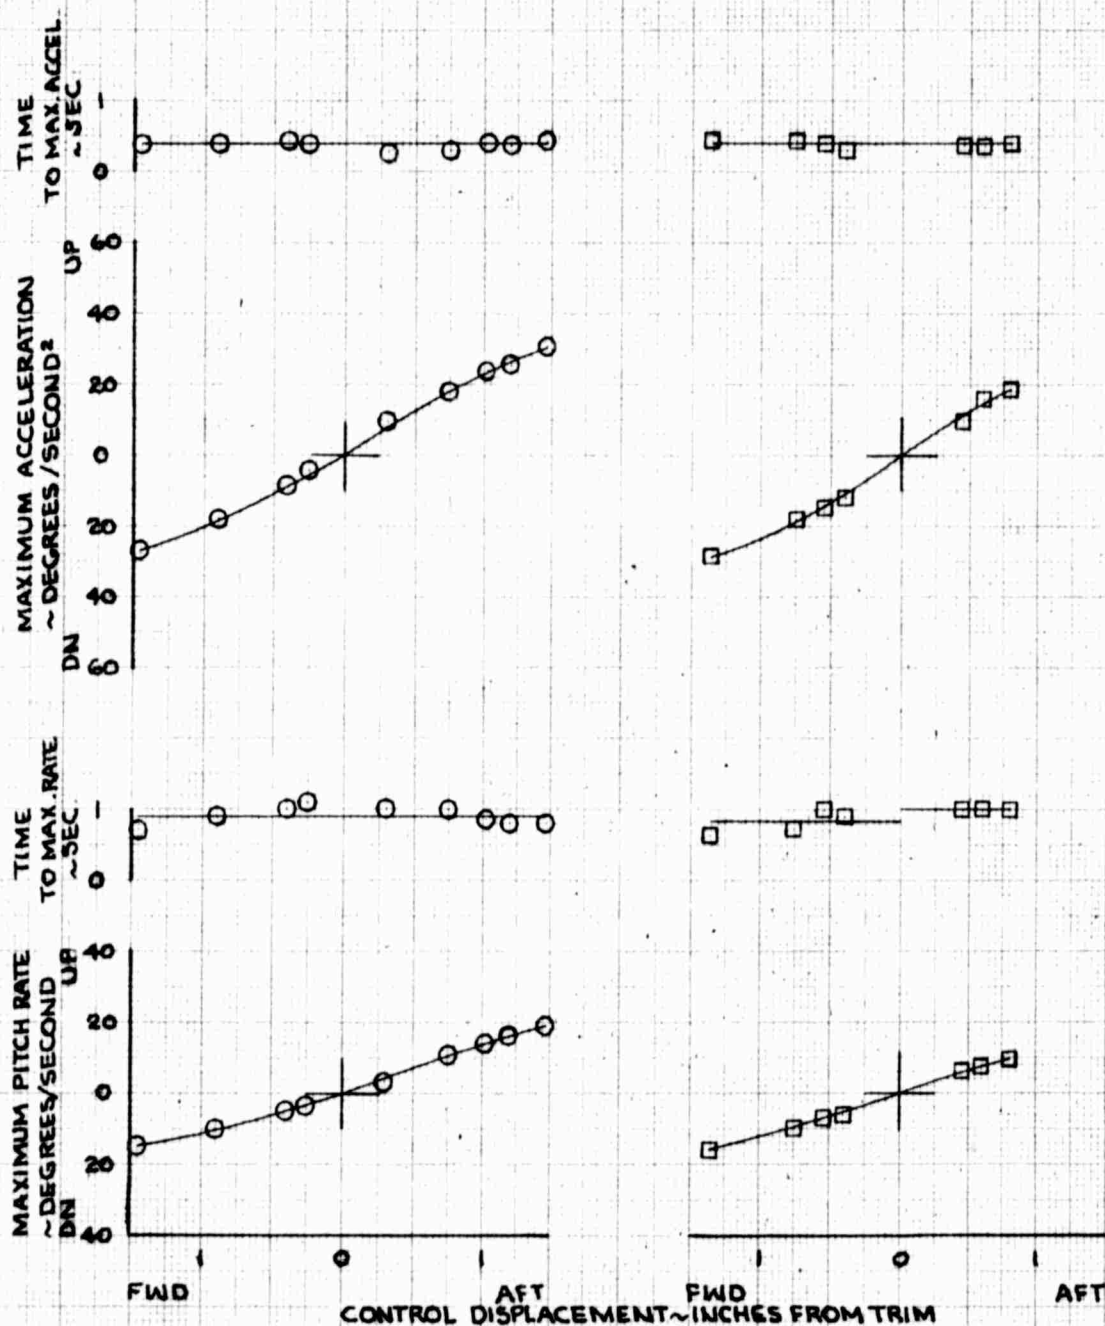 TIME
TO MAX. ACCEL.
~SEC
1
0
MAXIMUM ACCELERATION
~DEGREES/SECOND²
UP
60
40
20
0
20
40
DN 60
TIME
TO MAX. RATE
~SEC
1
0
MAXIMUM PITCH RATE
~DEGREES/SECOND
UP 40
20
0
20
DN
40
1 0 1 1 0 1
FWD AFT FWD AFT
CONTROL DISPLACEMENT~INCHES FROM TRIM